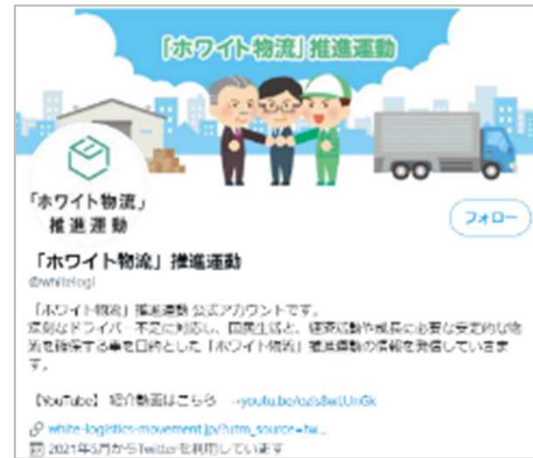 「ホワイト物流」推進運動
「ホワイト物流」
推進運動
フォロー
「ホワイト物流」推進運動
@whitelogi
「ホワイト物流」推進運動 公式アカウントです。
深刻なドライバー不足に対応し、国民生活と、経済活動や成長に必要な安定的な物
流を確保する事を目的とした「ホワイト物流」推進運動の情報を発信していきま
す。
【YouTube】 紹介動画はこちら
white-logistics-movement.jp/?utm_source=tw...
2021年5月からTwitterを利用しています